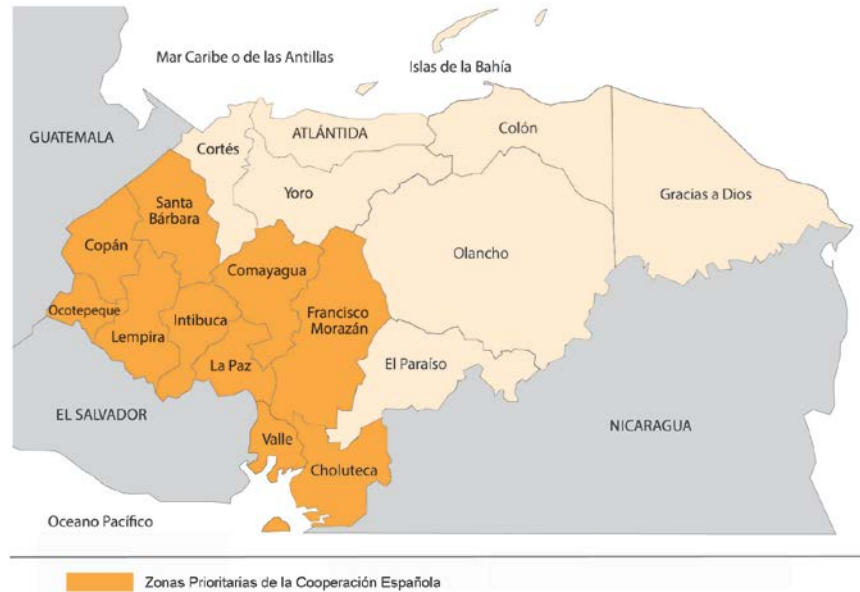 Mar Caribe o de las Antillas
Islas de la Bahía
GUATEMALA
Cortés
ATLÁNTIDA
Colón
Yoro
Gracias a Dios
Santa
Bárbara
Copán
Olancho
Comayagua
Ocotepeque
Intibuca
Francisco
Morazán
Lempira
La Paz
El Paraíso
EL SALVADOR
Valle
NICARAGUA
Choluteca
Oceano Pacífico
Zonas Prioritarias de la Cooperación Española